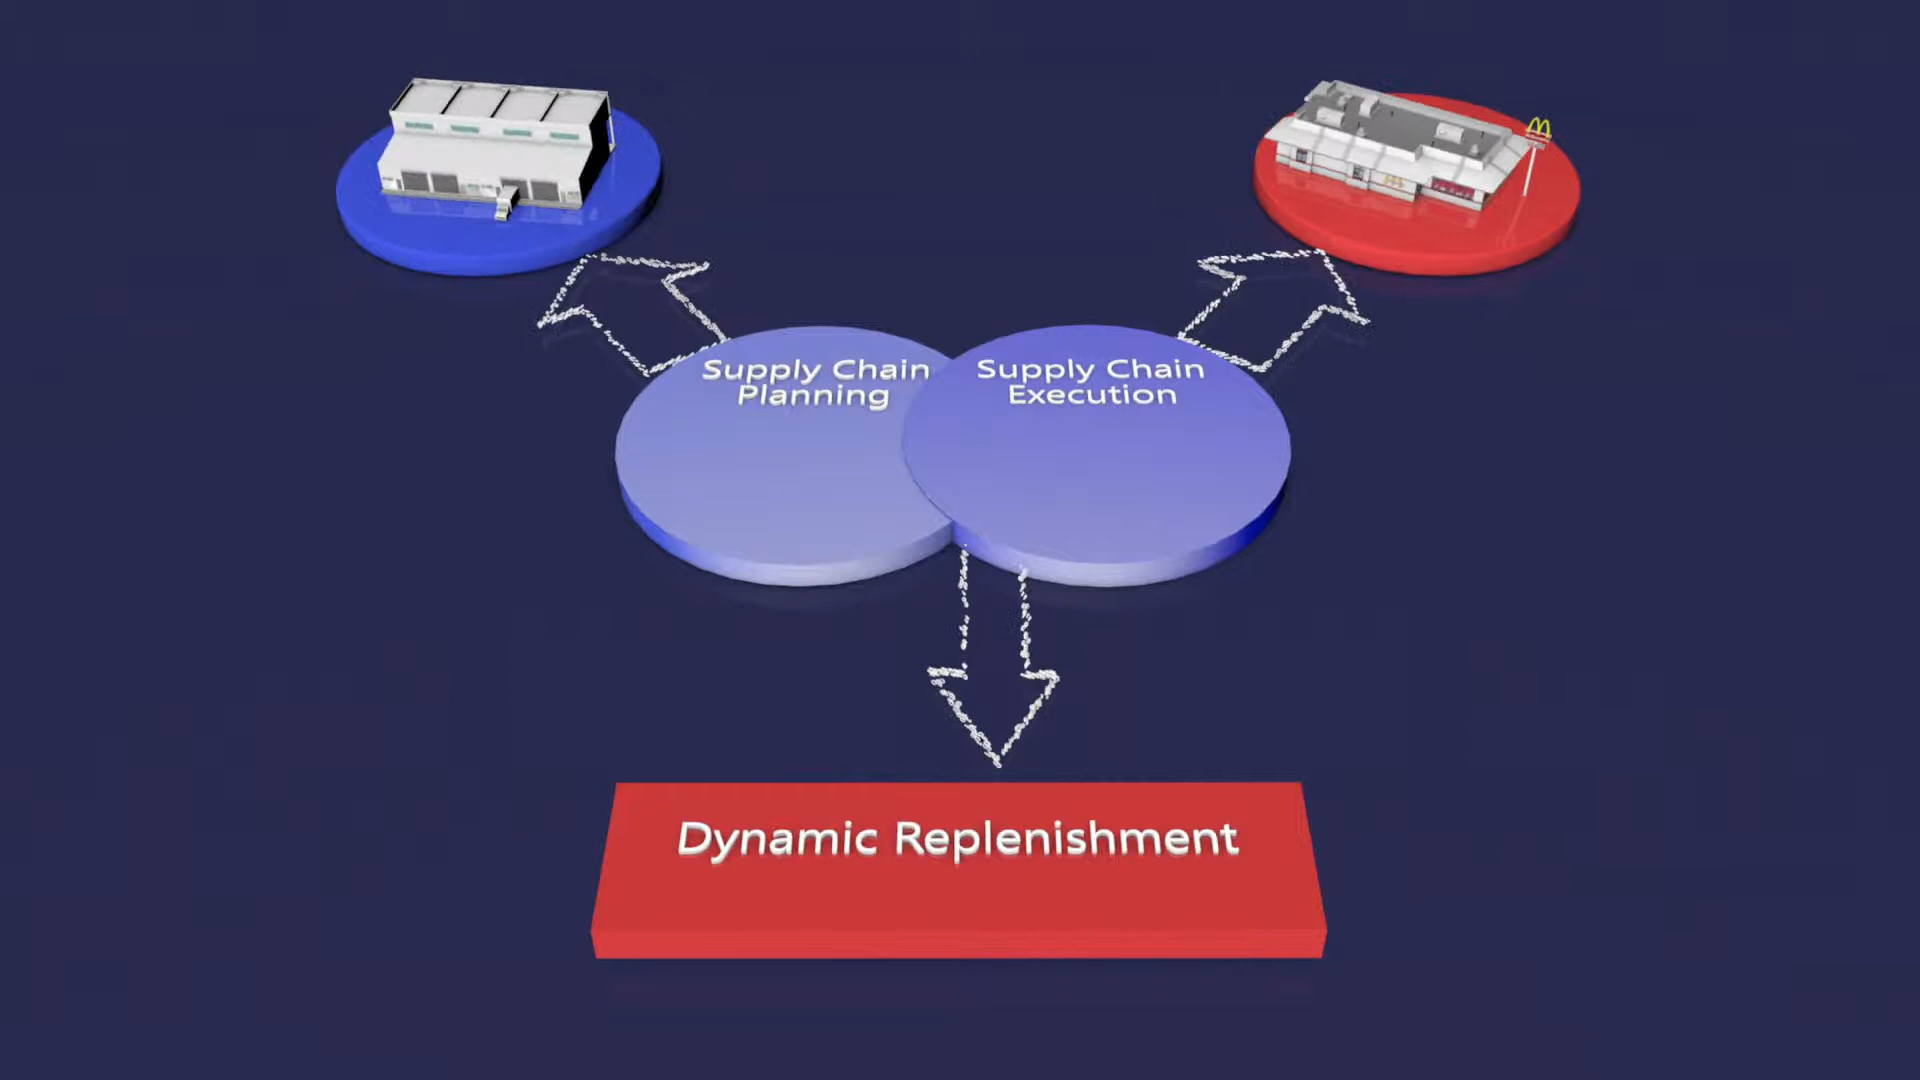 Supply Chain
Planning
Supply Chain
Execution
Dynamic Replenishment